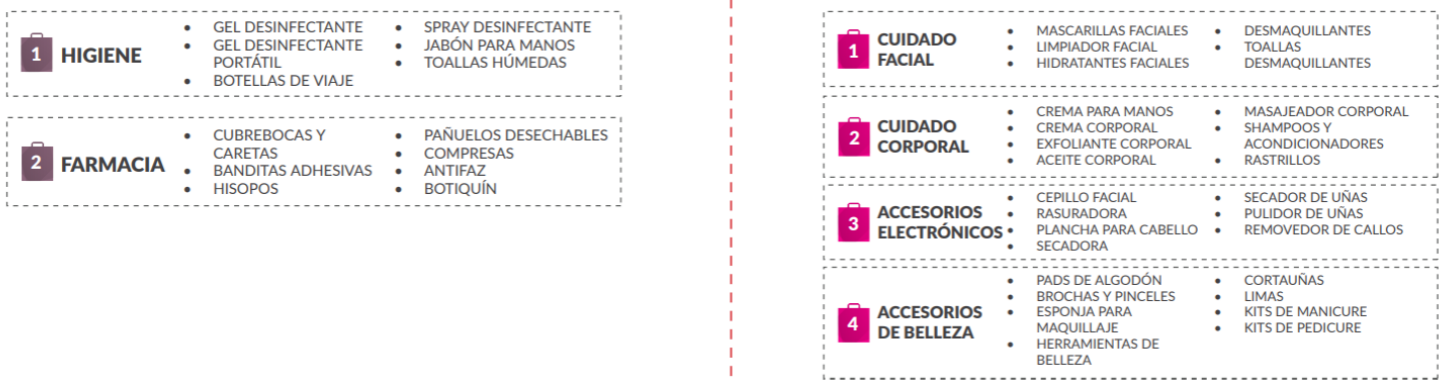 1
HIGIENE
• GEL DESINFECTANTE
• GEL DESINFECTANTE
PORTÁTIL
• BOTELLAS DE VIAJE
• SPRAY DESINFECTANTE
• JABÓN PARA MANOS
• TOALLAS HÚMEDAS
2
FARMACIA
• CUBREBOCAS Y
CARETAS
• BANDITAS ADHESIVAS
• HISOPOS
• PAÑUELOS DESECHABLES
• COMPRESAS
• ANTIFAZ
• BOTIQUÍN
1
CUIDADO
FACIAL
• MASCARILLAS FACIALES
• LIMPIADOR FACIAL
• HIDRATANTES FACIALES
• DESMAQUILLANTES
• TOALLAS
DESMAQUILLANTES
2
CUIDADO
CORPORAL
• CREMA PARA MANOS
• CREMA CORPORAL
• EXFOLIANTE CORPORAL
• ACEITE CORPORAL
• MASAJEADOR CORPORAL
• SHAMPOOS Y
ACONDICIONADORES
• RASTRILLOS
3
ACCESORIOS
ELECTRÓNICOS
• CEPILLO FACIAL
• RASURADORA
• PLANCHA PARA CABELLO
• SECADORA
• SECADOR DE UÑAS
• PULIDOR DE UÑAS
• REMOVEDOR DE CALLOS
4
ACCESORIOS
DE BELLEZA
• PADS DE ALGODÓN
• BROCHAS Y PINCELES
• ESPONJA PARA
MAQUILLAJE
• HERRAMIENTAS DE
BELLEZA
• CORTAUÑAS
• LIMAS
• KITS DE MANICURE
• KITS DE PEDICURE